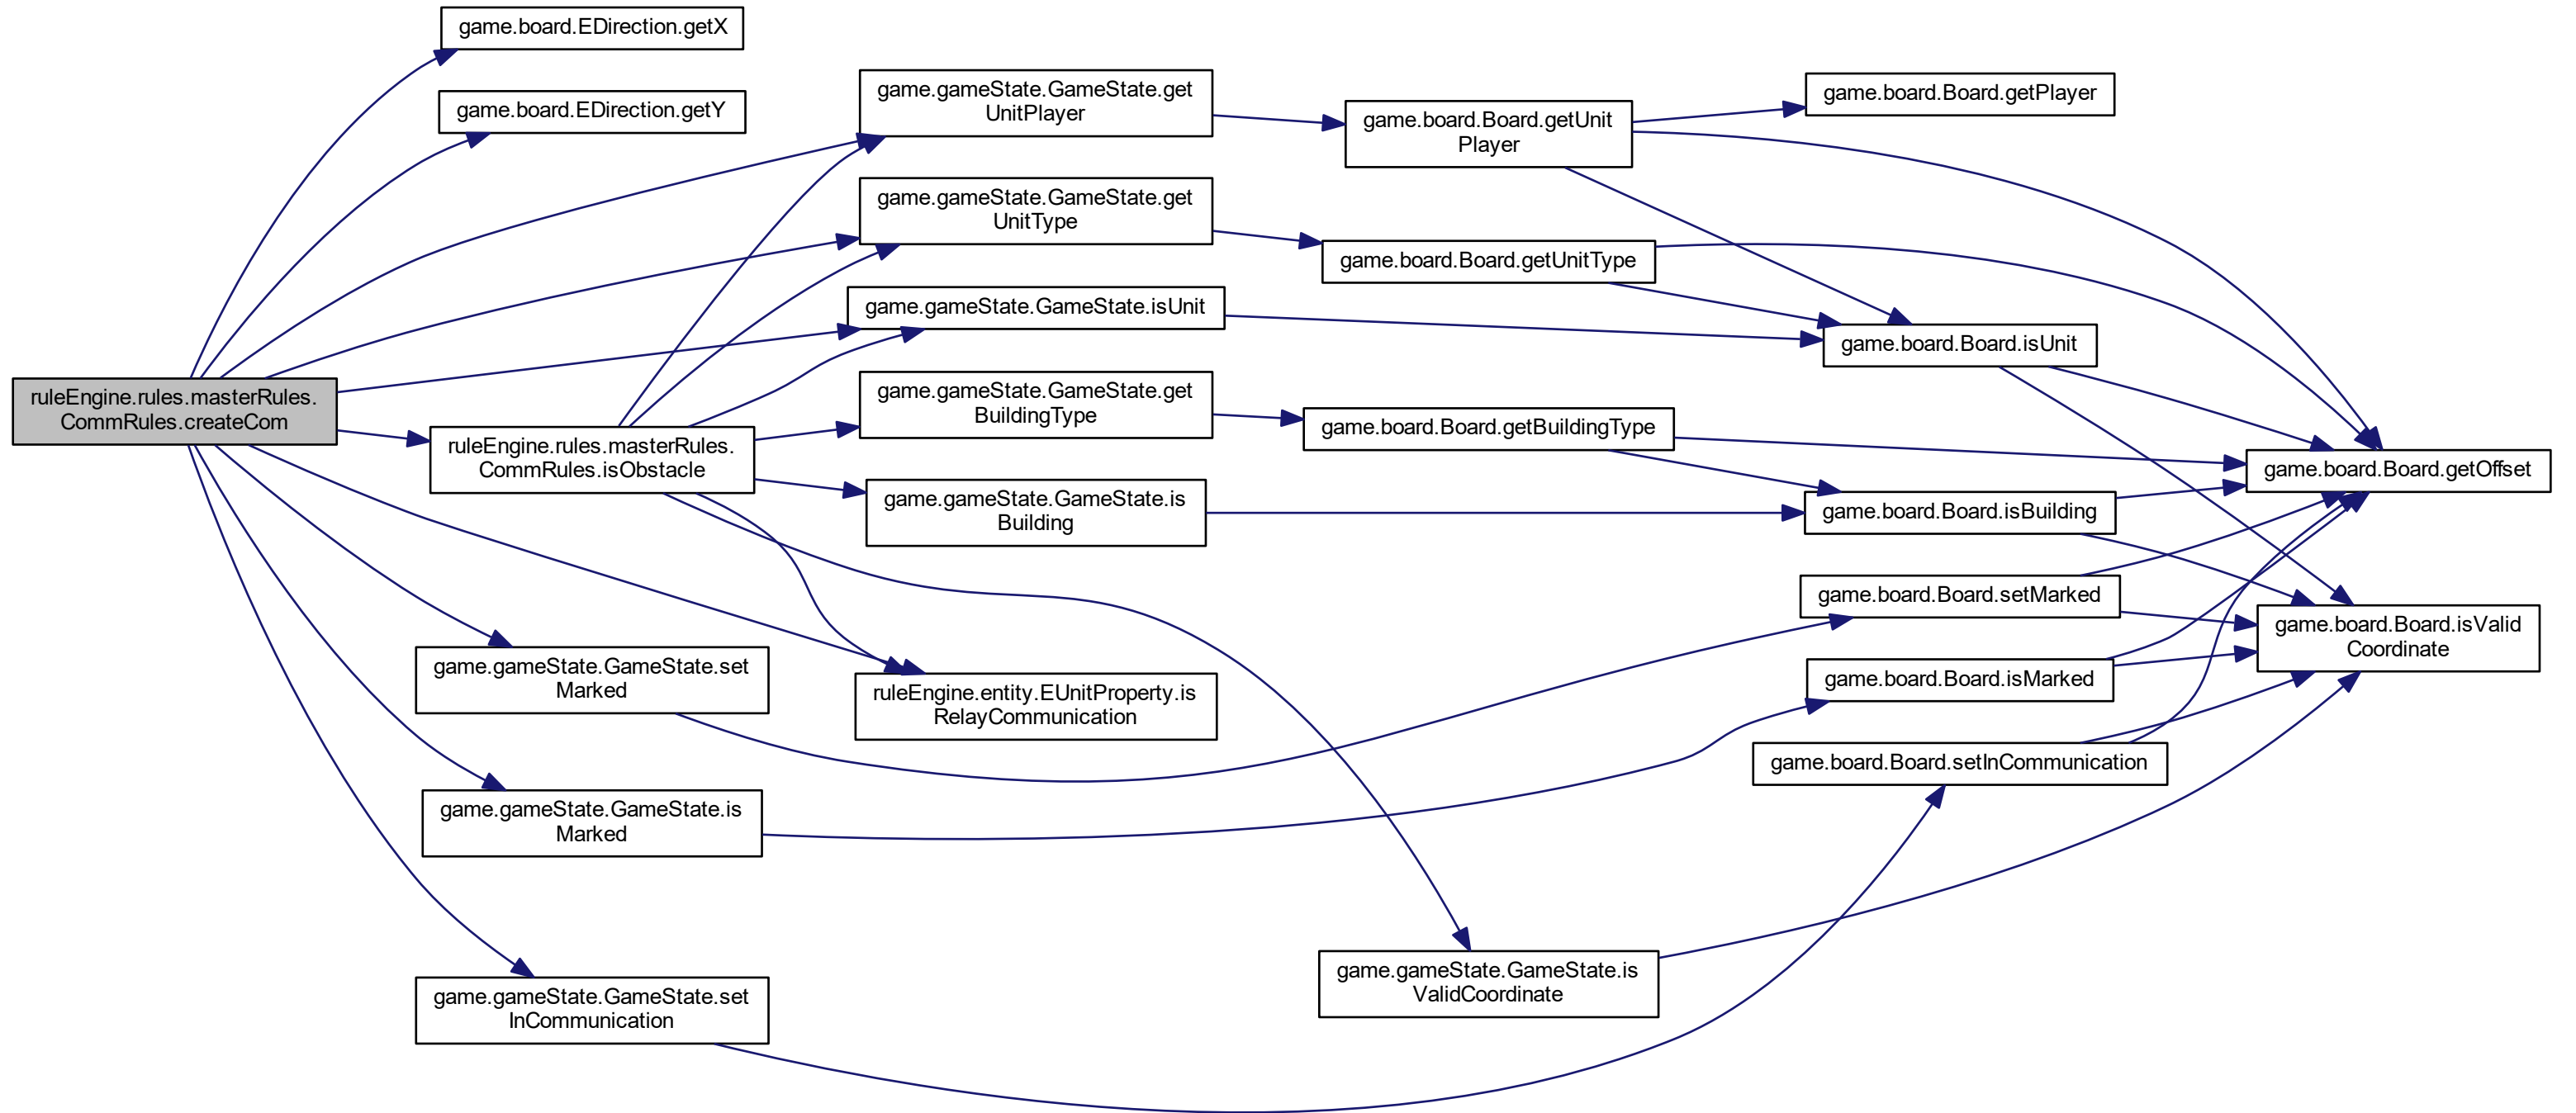 game.board.EDirection.getX
game.board.EDirection.getY
game.gameState.GameState.get
UnitPlayer
game.board.Board.getUnit
Player
game.board.Board.getPlayer
game.gameState.GameState.get
UnitType
game.board.Board.getUnitType
game.gameState.GameState.isUnit
game.board.Board.isUnit
ruleEngine.rules.masterRules.
CommRules.createCom
game.gameState.GameState.get
BuildingType
game.board.Board.getBuildingType
ruleEngine.rules.masterRules.
CommRules.isObstacle
game.board.Board.getOffset
game.gameState.GameState.is
Building
game.board.Board.isBuilding
game.board.Board.setMarked
game.board.Board.isValid
Coordinate
game.gameState.GameState.set
Marked
ruleEngine.entity.EUnitProperty.is
RelayCommunication
game.board.Board.isMarked
game.board.Board.setInCommunication
game.gameState.GameState.is
Marked
game.gameState.GameState.is
ValidCoordinate
game.gameState.GameState.set
InCommunication